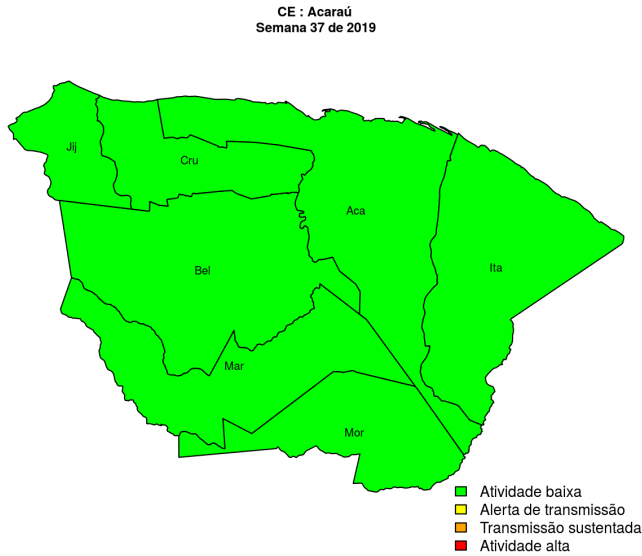 CE : Acaraú
Semana 37 de 2019
Jij
Cru
Aca
Bel
Ita
Mar
Mor
Atividade baixa
Alerta de transmissão
Transmissão sustentada
Atividade alta